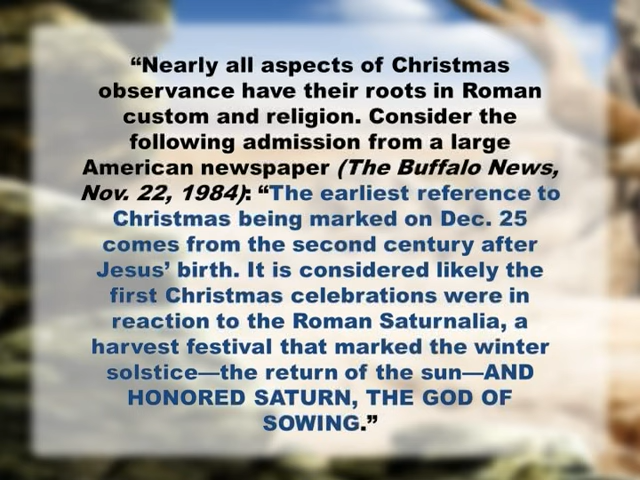 “Nearly all aspects of Christmas
observance have their roots in Roman
custom and religion. Consider the
following admission from a large
American newspaper (The Buffalo News,
Nov. 22, 1984): “The earliest reference to
Christmas being marked on Dec. 25
comes from the second century after
Jesus’ birth. It is considered likely the
first Christmas celebrations were in
reaction to the Roman Saturnalia, a
harvest festival that marked the winter
solstice—the return of the sun—AND
HONORED SATURN, THE GOD OF
SOWING.”